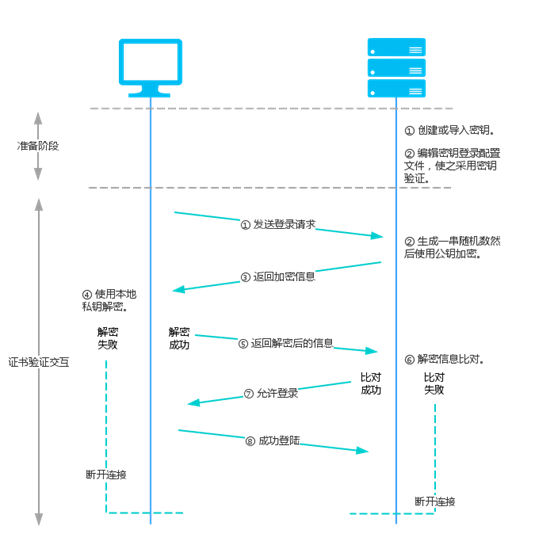 ① 创建或导入密钥。
准备阶段
② 编辑密钥登录配置
文件，使之采用密钥
验证。
① 发送登录请求
② 生成一串随机数然
后使用公钥加密。
③ 返回加密信息
④ 使用本地
私钥解密。
解密
失败
解密
成功
⑤ 返回解密后的信息
证书验证交互
⑥ 解密信息比对。
比对
成功
比对
失败
⑦ 允许登录
⑧ 成功登陆
断开连接
断开连接